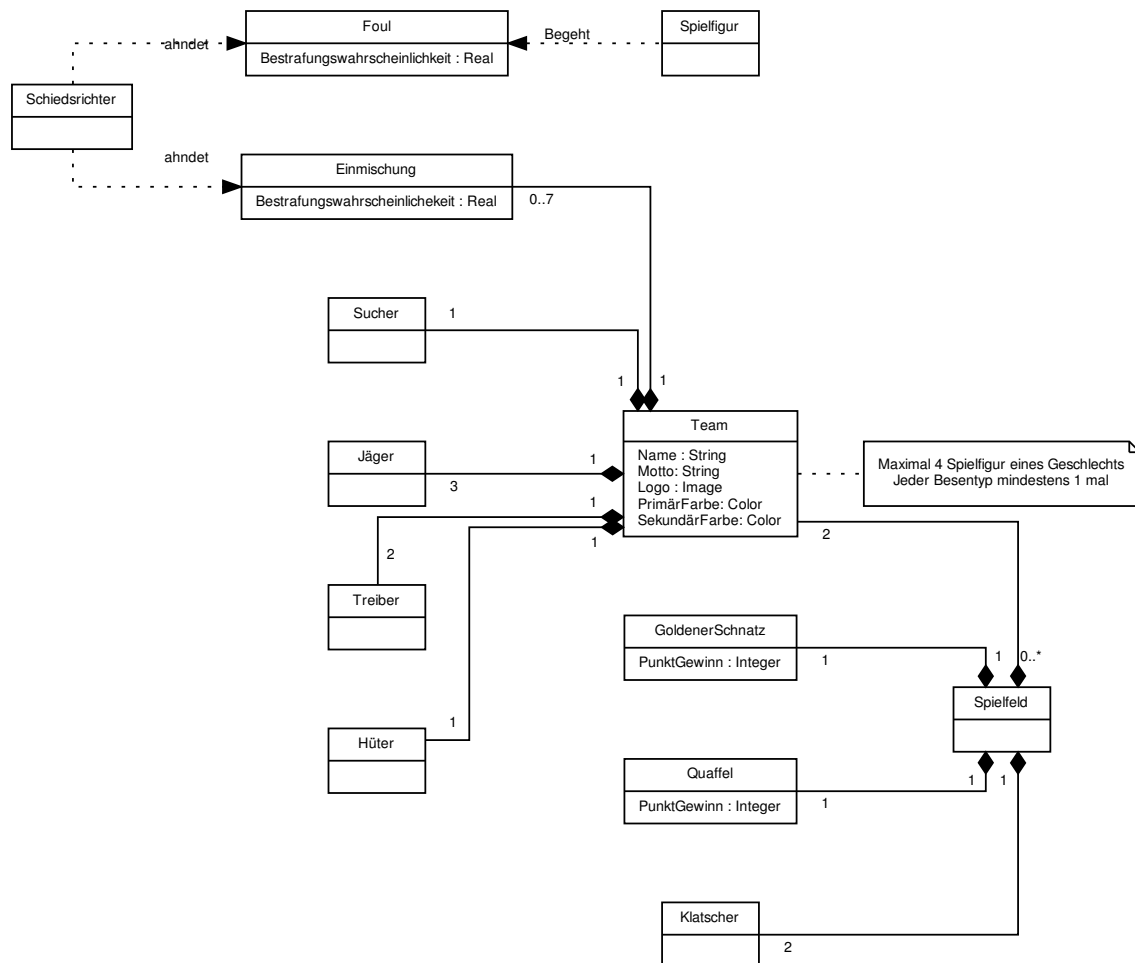 Foul
Bestrafungswahrscheinlichkeit : Real
Spielfigur
ahndet
Begeht
Schiedsrichter
ahndet
Einmischung
Bestrafungswahrscheinlichekeit : Real
0..7
Sucher
1
1
1
Team
Name : String
Motto: String
Logo : Image
PrimärFarbe: Color
SekundärFarbe: Color
Maximal 4 Spielfigur eines Geschlechts
Jeder Besentyp mindestens 1 mal
Jäger
1
3
1
1
2
2
Treiber
GoldenerSchnatz
PunktGewinn : Integer
1
1
0..*
Spielfeld
1
Hüter
Quaffel
PunktGewinn : Integer
1
1
1
Klatscher
2